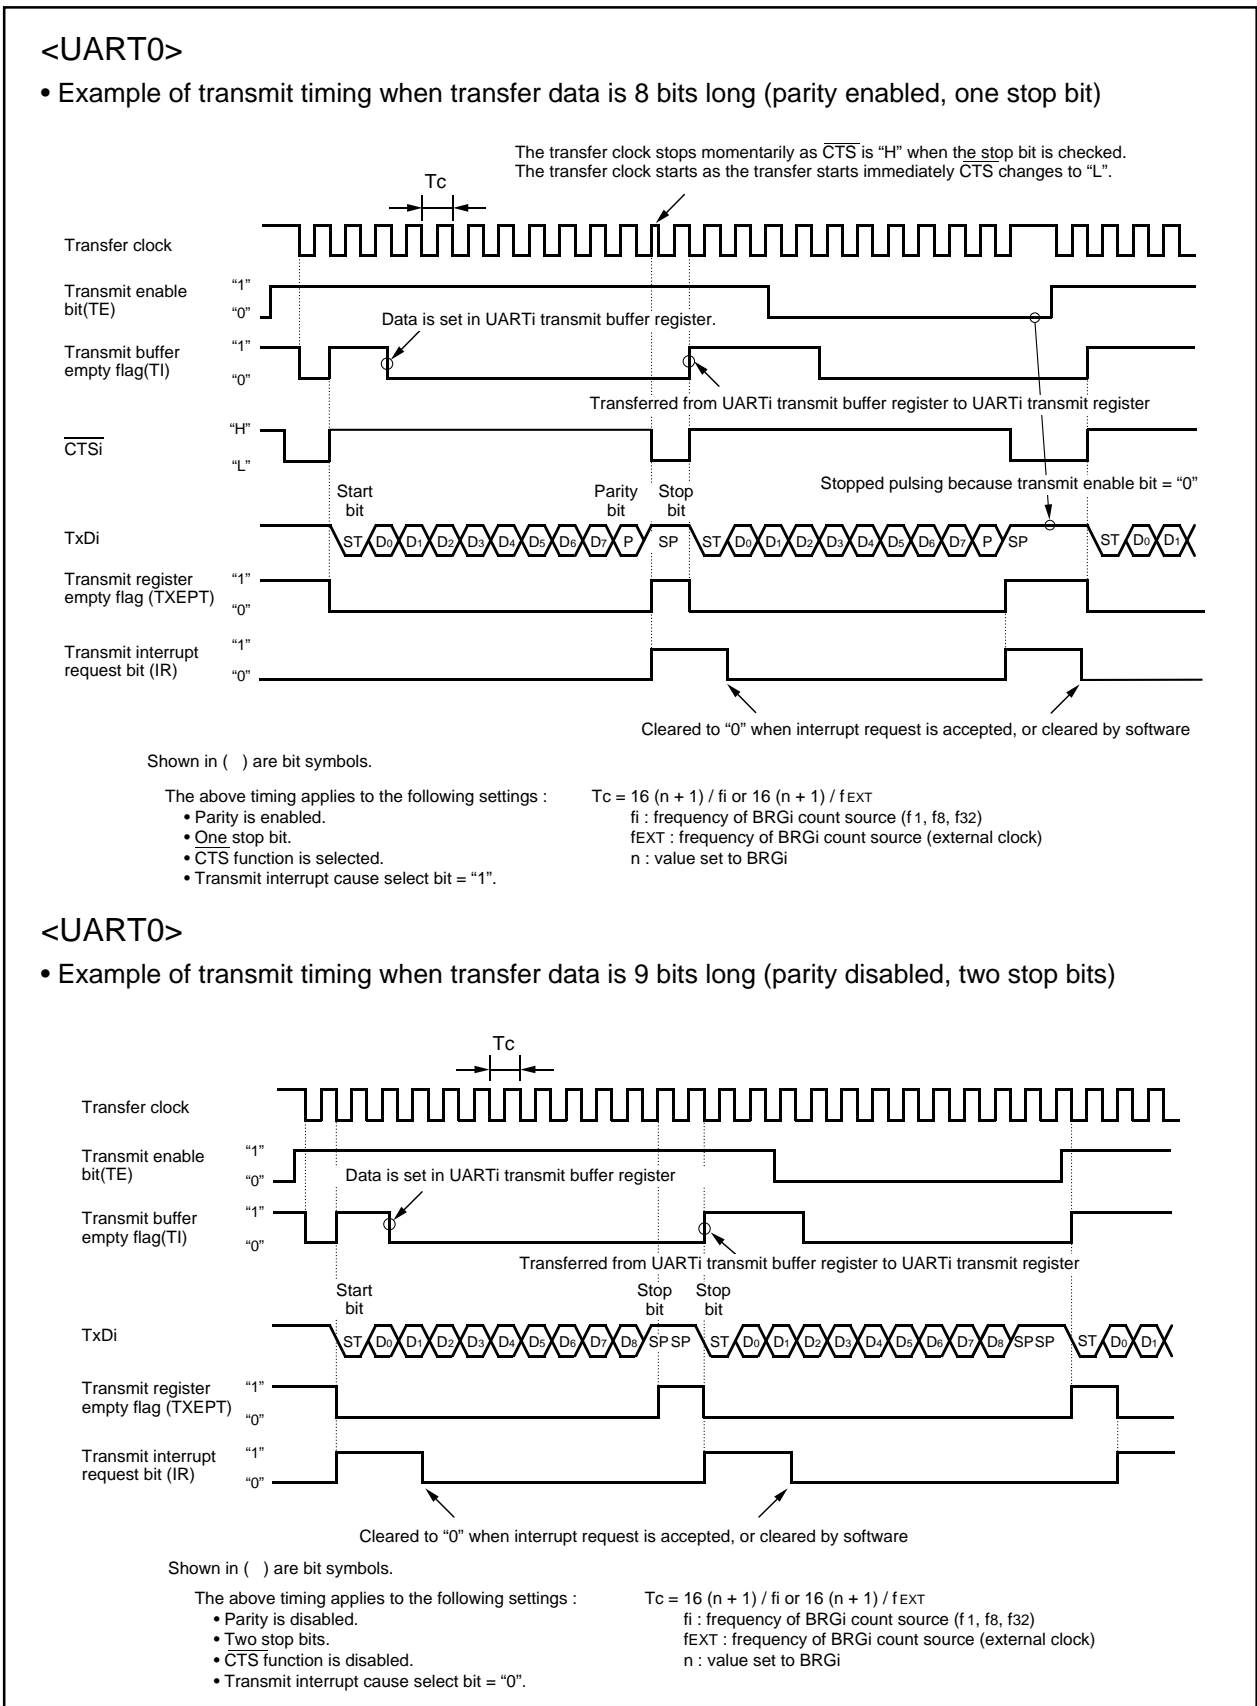 <UART0>
• Example of transmit timing when transfer data is 8 bits long (parity enabled, one stop bit)
The transfer clock stops momentarily as CTS is “H” when the stop bit is checked.
The transfer clock starts as the transfer starts immediately CTS changes to “L”.
Tc
Transfer clock
Transmit enable
bit(TE)
“1”
“0”
Data is set in UARTi transmit buffer register.
Transmit buffer
empty flag(TI)
“1”
“0”
Transferred from UARTi transmit buffer register to UARTi transmit register
CTSi
“H”
“L”
Stopped pulsing because transmit enable bit = “0”
Start
bit
Parity
bit
Stop
bit
TxDi
ST D0 D1 D2 D3 D4 D5 D6 D7 P SP ST D0 D1 D2 D3 D4 D5 D6 D7 P SP ST D0 D1
Transmit register
empty flag (TXEPT)
“1”
“0”
Transmit interrupt
request bit (IR)
“1”
“0”
Cleared to “0” when interrupt request is accepted, or cleared by software
Shown in ( ) are bit symbols.
The above timing applies to the following settings :
• Parity is enabled.
• One stop bit.
• CTS function is selected.
• Transmit interrupt cause select bit = “1”.
Tc = 16 (n + 1) / fi or 16 (n + 1) / fEXT
fi : frequency of BRGi count source (f1, f8, f32)
fEXT : frequency of BRGi count source (external clock)
n : value set to BRGi
<UART0>
• Example of transmit timing when transfer data is 9 bits long (parity disabled, two stop bits)
Tc
Transfer clock
Transmit enable
bit(TE)
“1”
“0”
Data is set in UARTi transmit buffer register
Transmit buffer
empty flag(TI)
“1”
“0”
Transferred from UARTi transmit buffer register to UARTi transmit register
Start
bit
Stop
bit
Stop
bit
TxDi
ST D0 D1 D2 D3 D4 D5 D6 D7 D8 SP SP ST D0 D1 D2 D3 D4 D5 D6 D7 D8 SP SP ST D0 D1
Transmit register
empty flag (TXEPT)
“1”
“0”
Transmit interrupt
request bit (IR)
“1”
“0”
Cleared to “0” when interrupt request is accepted, or cleared by software
Shown in ( ) are bit symbols.
The above timing applies to the following settings :
• Parity is disabled.
• Two stop bits.
• CTS function is disabled.
• Transmit interrupt cause select bit = “0”.
Tc = 16 (n + 1) / fi or 16 (n + 1) / fEXT
fi : frequency of BRGi count source (f1, f8, f32)
fEXT : frequency of BRGi count source (external clock)
n : value set to BRGi